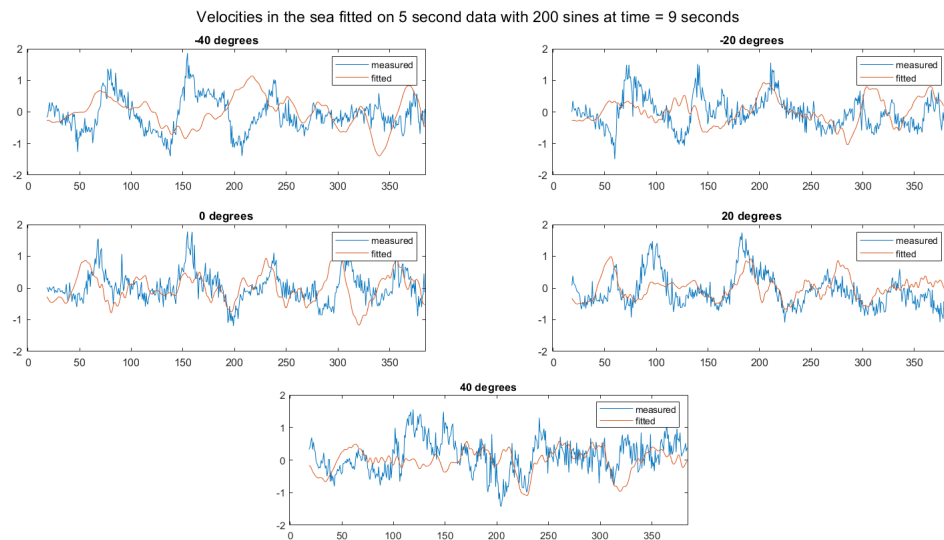 Velocities in the sea fitted on 5 second data with 200 sines at time = 9 seconds
-40 degrees
2
1
0
-1
-2
0 50 100 150 200 250 300 350
measured
fitted
-20 degrees
2
1
0
-1
-2
0 50 100 150 200 250 300 350
measured
fitted
0 degrees
2
1
0
-1
-2
0 50 100 150 200 250 300 350
measured
fitted
20 degrees
2
1
0
-1
-2
0 50 100 150 200 250 300 350
measured
fitted
40 degrees
2
1
0
-1
-2
0 50 100 150 200 250 300 350
measured
fitted